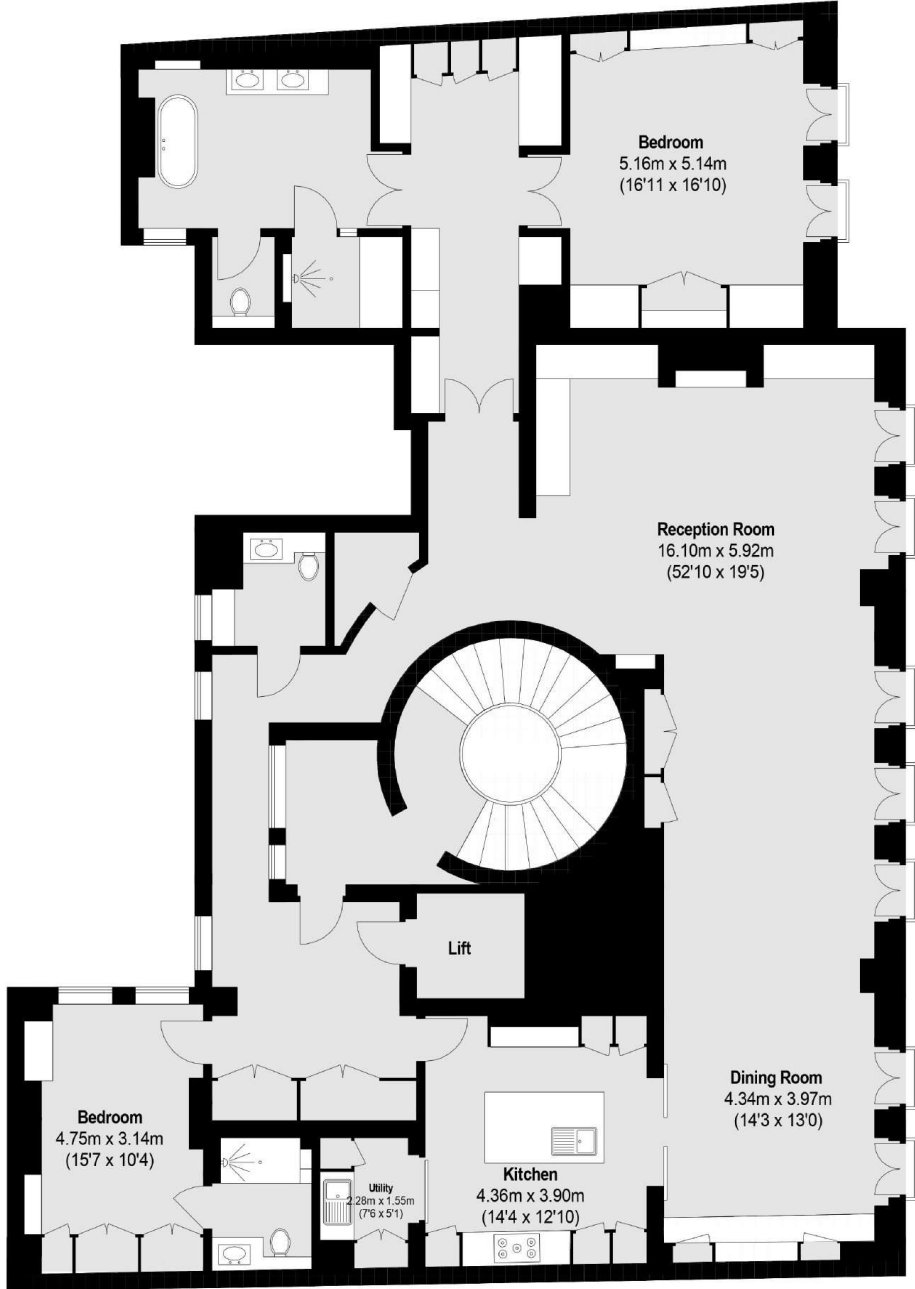 Bedroom
5.16m x 5.14m
(16'11 x 16'10)
Reception Room
16.10m x 5.92m
(52'10 x 19'5)
Lift
Dining Room
4.34m x 3.97m
(14'3 x 13'0)
Bedroom
4.75m x 3.14m
(15'7 x 10'4)
Kitchen
4.36m x 3.90m
(14'4 x 12'10)
Utility
2.28m x 1.55m
(7'6 x 5'1)